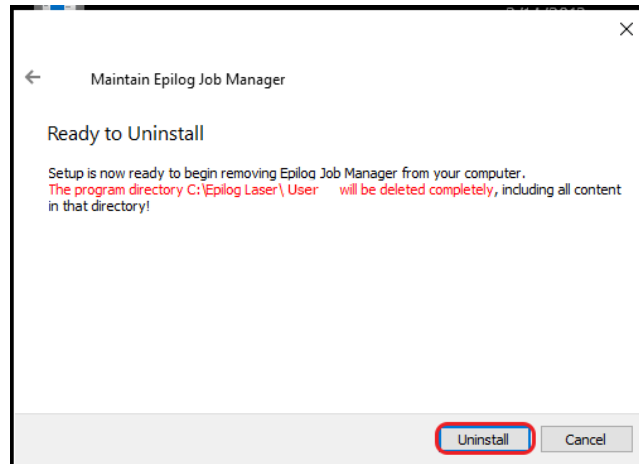 Maintain Epilog Job Manager
Ready to Uninstall
Setup is now ready to begin removing Epilog Job Manager from your computer.
The program directory C:\Epilog Laser\ User will be deleted completely, including all content
in that directory!
Uninstall Cancel